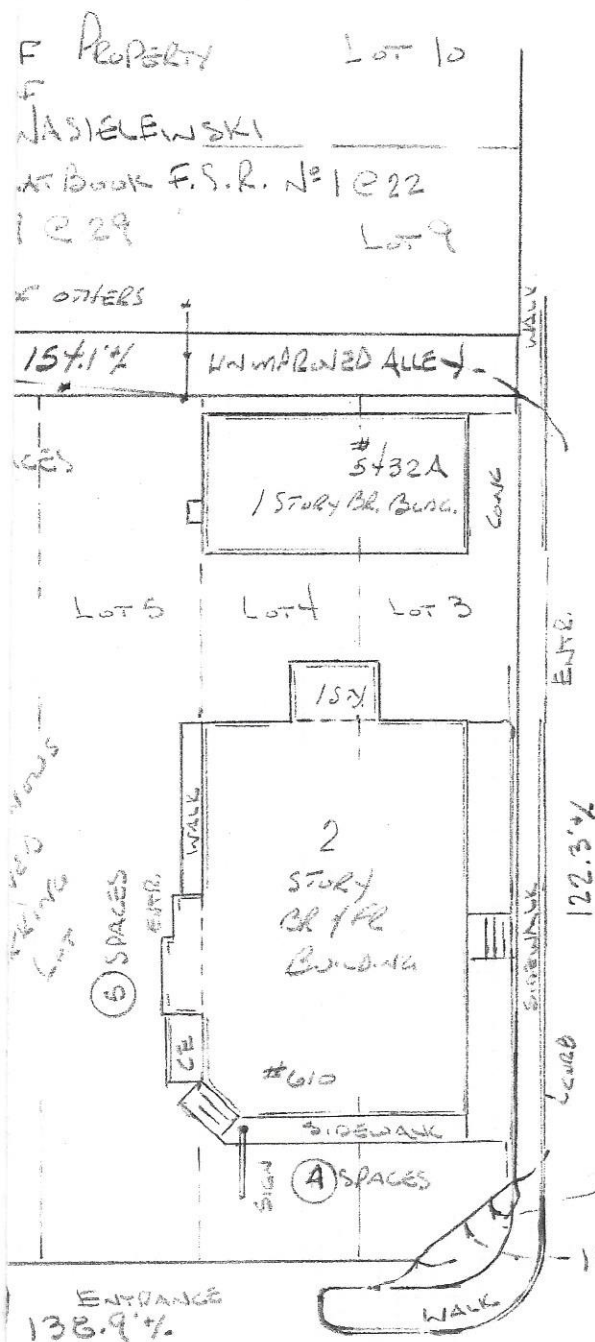 F PROPERTY
LOT 10
F
WASIELEWSKI
AT BOOK F.S.R. Nº 1 @ 22
1 @ 29
LOT 9
F OTHERS
WALK
154.1'±
UNIMPROVED ALLEY
#5432A
1 STORY BR. BLDG.
CONC
LOT 5
LOT 4
LOT 3
ENTR.
1 STY.
WALK
2
STORY
BR & FR
BUILDING
122.3'±
SIDEWALK
ENTR.
SPACES
CE
#610
CURB
SIDEWALK
SIGN
A SPACES
ENTRANCE
WALK
138.9'±